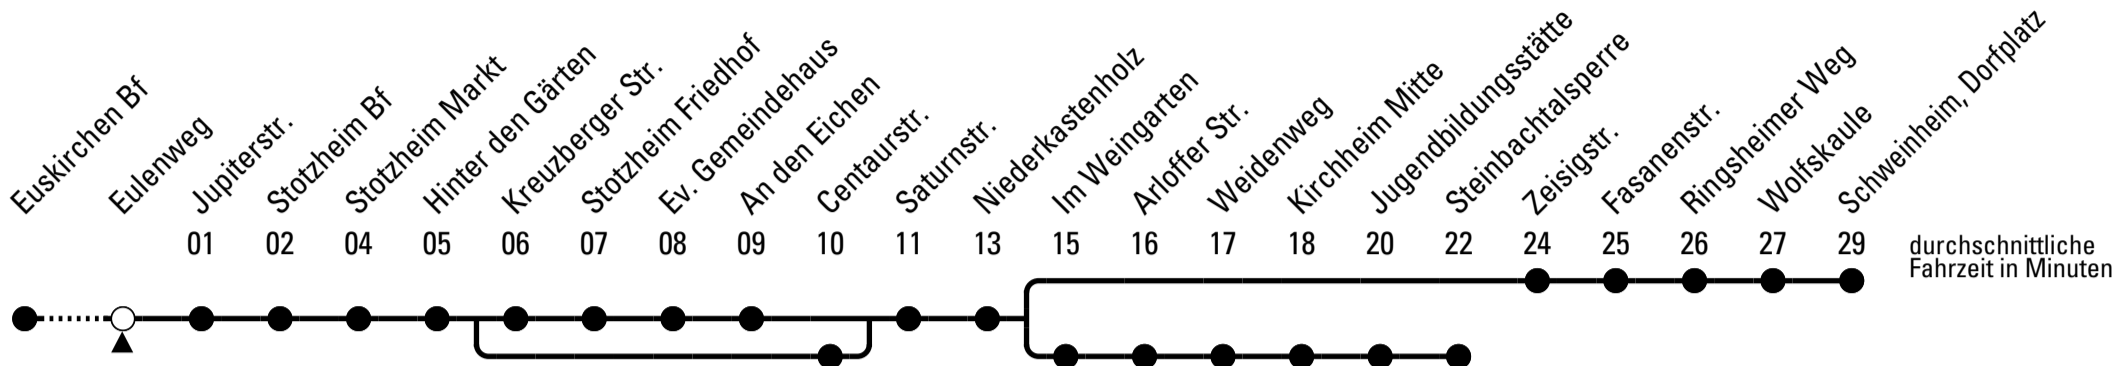 Euskirchen Bf
Eulenweg
Jupiterstr.
Stotzheim Bf
Stotzheim Markt
Hinter den Gärten
Kreuzberger Str.
Stotzheim Friedhof
Ev. Gemeindehaus
An den Eichen
Centaurstr.
Saturnstr.
Niederkastenholz
Im Weingarten
Arloffer Str.
Weidenweg
Kirchheim Mitte
Jugendbildungsstätte
Steinbachtalsperre
Zeisigstr.
Fasanenstr.
Ringsheimer Weg
Wolfskaule
Schweinheim, Dorfplatz
01 02 04 05 06 07 08 09 10 11 13 15 16 17 18 20 22 24 25 26 27 29
durchschnittliche
Fahrzeit in Minuten